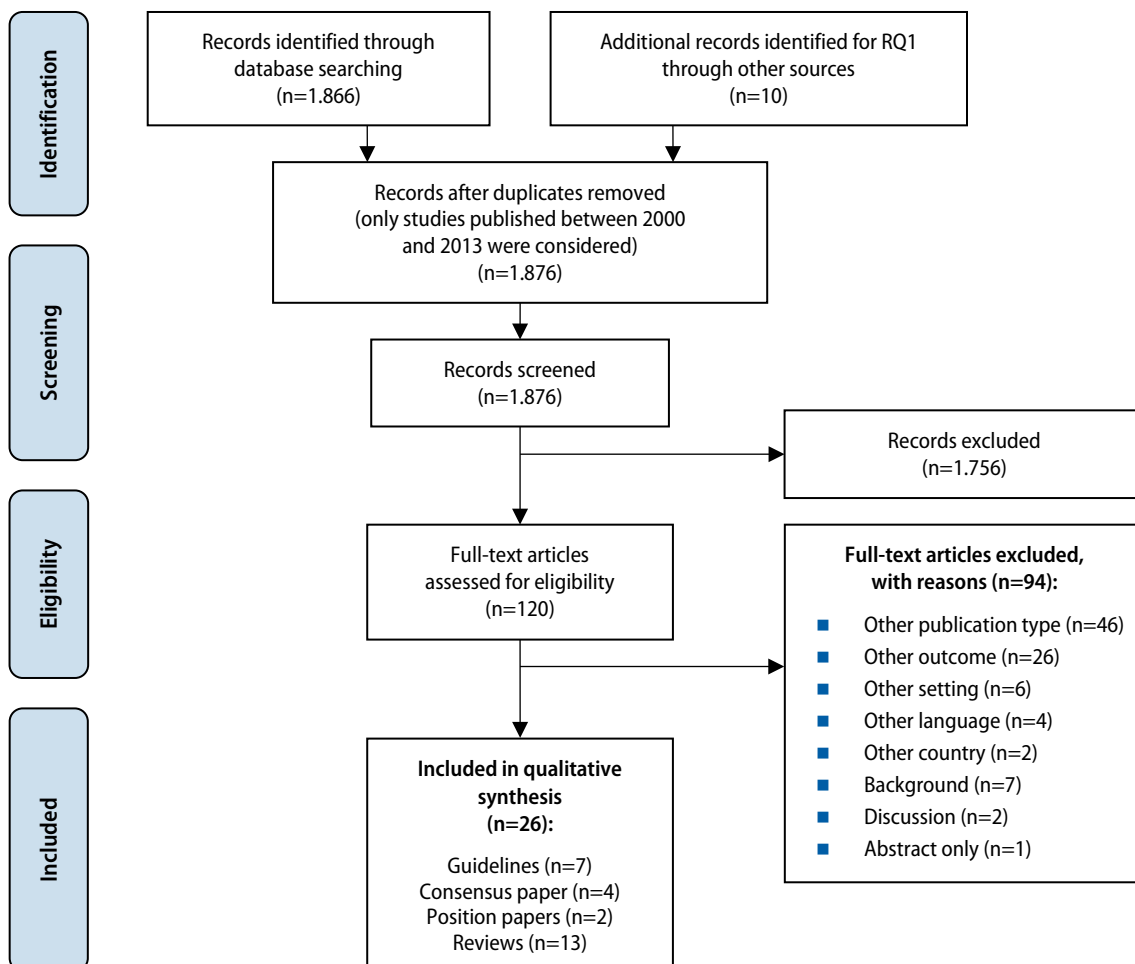 Identification
Records identified through
database searching
(n=1.866)
Additional records identified for RQ1
through other sources
(n=10)
Records after duplicates removed
(only studies published between 2000
and 2013 were considered)
(n=1.876)
Screening
Records screened
(n=1.876)
Records excluded
(n=1.756)
Eligibility
Full-text articles
assessed for eligibility
(n=120)
Full-text articles excluded,
with reasons (n=94):
Other publication type (n=46)
Other outcome (n=26)
Other setting (n=6)
Other language (n=4)
Other country (n=2)
Background (n=7)
Discussion (n=2)
Abstract only (n=1)
Included
Included in qualitative
synthesis
(n=26):
Guidelines (n=7)
Consensus paper (n=4)
Position papers (n=2)
Reviews (n=13)